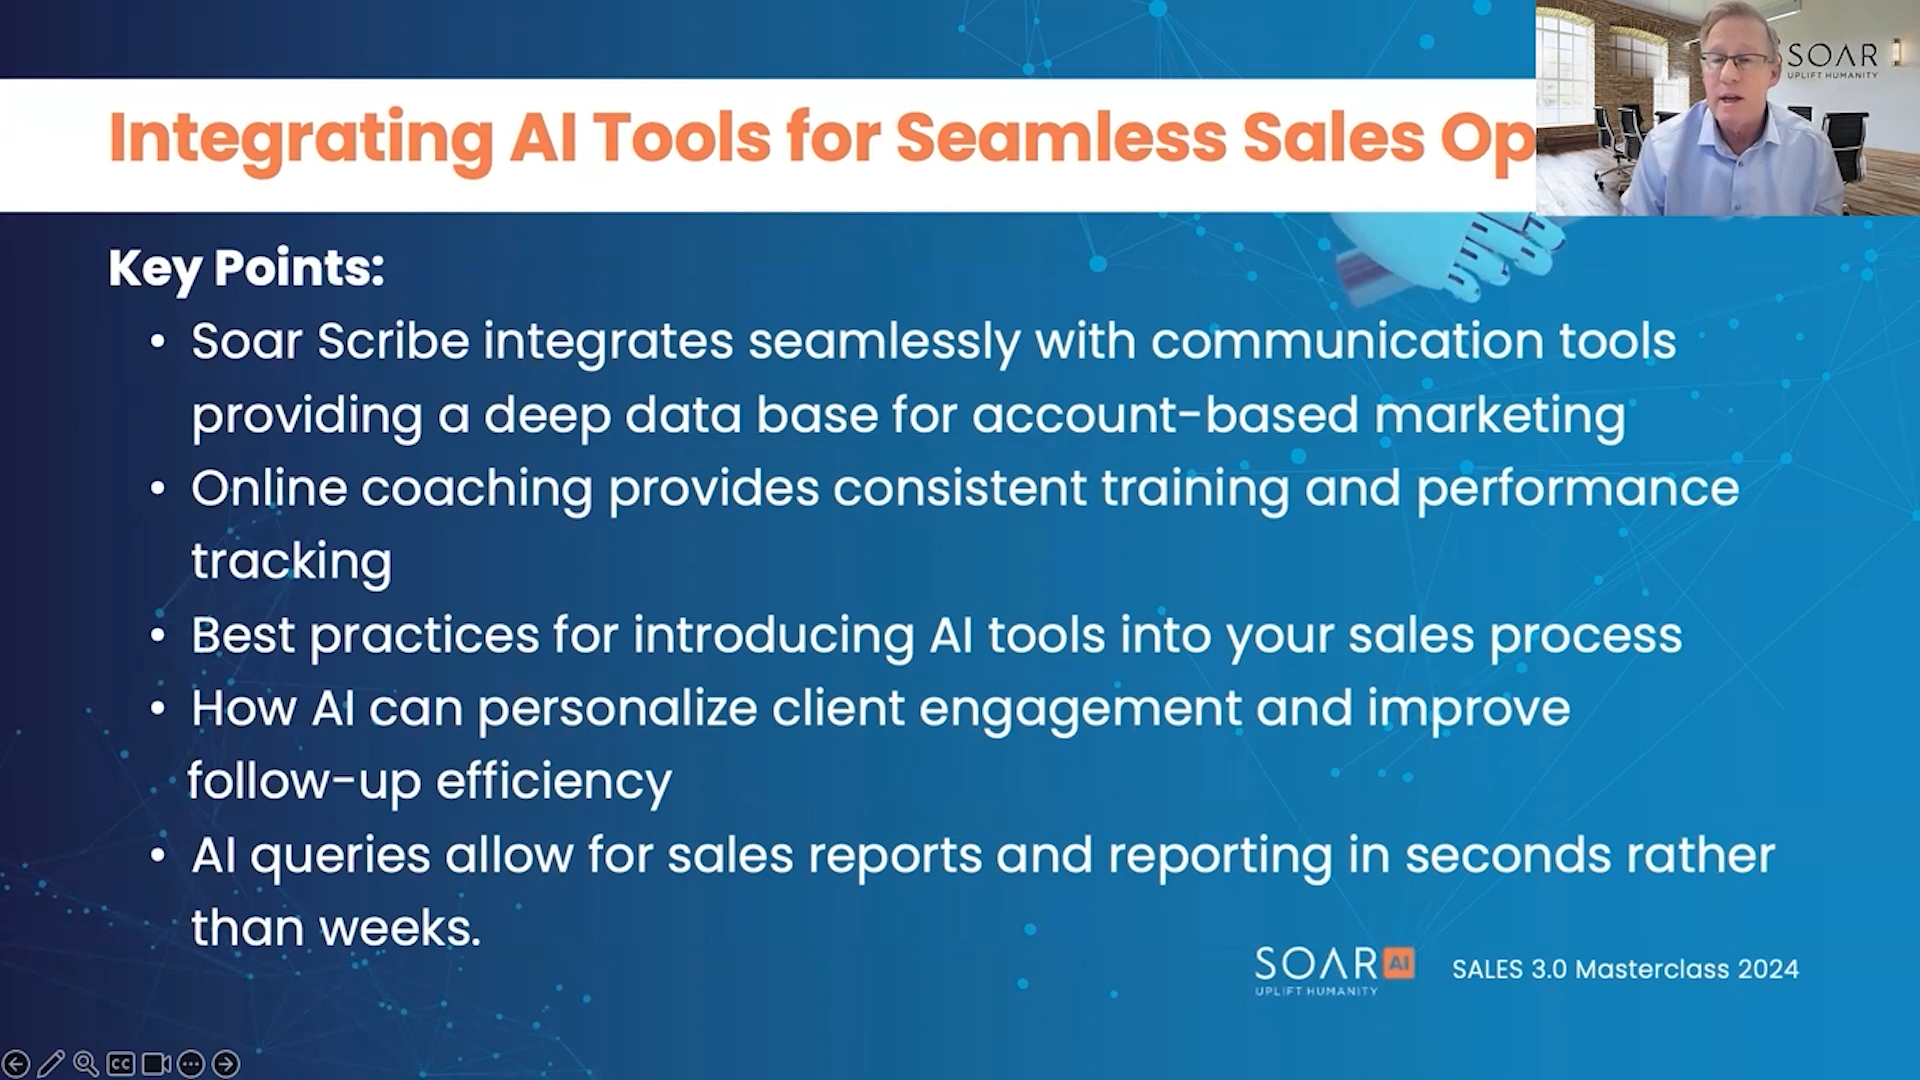 Integrating AI Tools for Seamless Sales Op
SOAR
UPLIFT HUMANITY
Key Points:
• Soar Scribe integrates seamlessly with communication tools
providing a deep data base for account-based marketing
• Online coaching provides consistent training and performance
tracking
• Best practices for introducing AI tools into your sales process
• How AI can personalize client engagement and improve
follow-up efficiency
• AI queries allow for sales reports and reporting in seconds rather
than weeks.
SOAR AI
UPLIFT HUMANITY
SALES 3.0 Masterclass 2024
CC